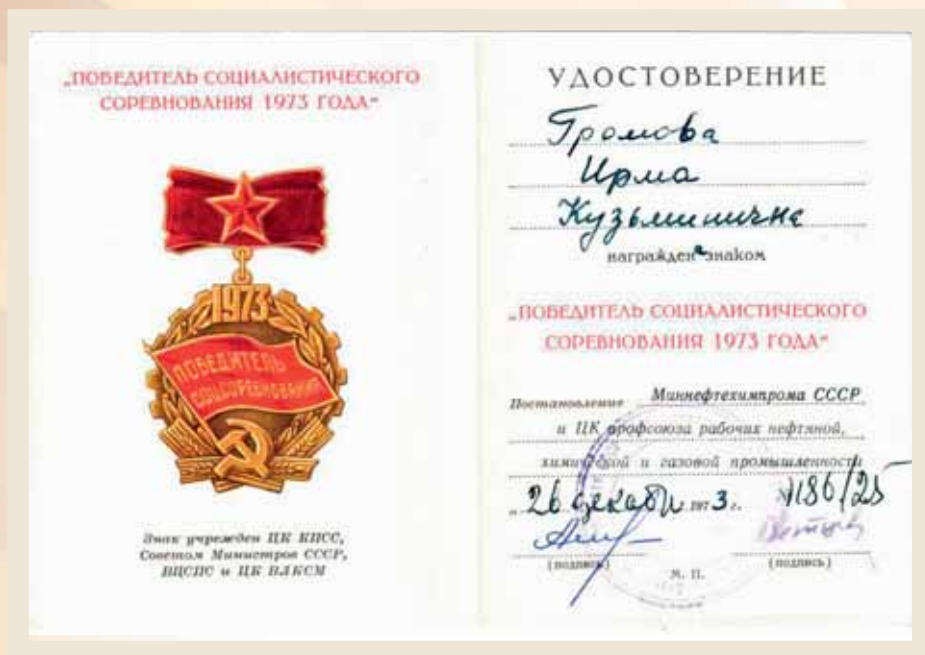 „ПОБЕДИТЕЛЬ СОЦИАЛИСТИЧЕСКОГО
СОРЕВНОВАНИЯ 1973 ГОДА“
1973
ПОБЕДИТЕЛЬ
СОЦСОРЕВНОВАНИЯ
Знак учрежден ЦК КПСС,
Советом Министров СССР,
ВЦСПС и ЦК ВЛКСМ
УДОСТОВЕРЕНИЕ
Громова
Ирма
Кузьминична
награждена знаком
„ПОБЕДИТЕЛЬ СОЦИАЛИСТИЧЕСКОГО
СОРЕВНОВАНИЯ 1973 ГОДА“
Постановление Миннефтехимпрома СССР
и ЦК профсоюза рабочих нефтяной,
химической и газовой промышленности
„26 декабр 1973 г. №86/25
(подпись) (подпись)
М. П.